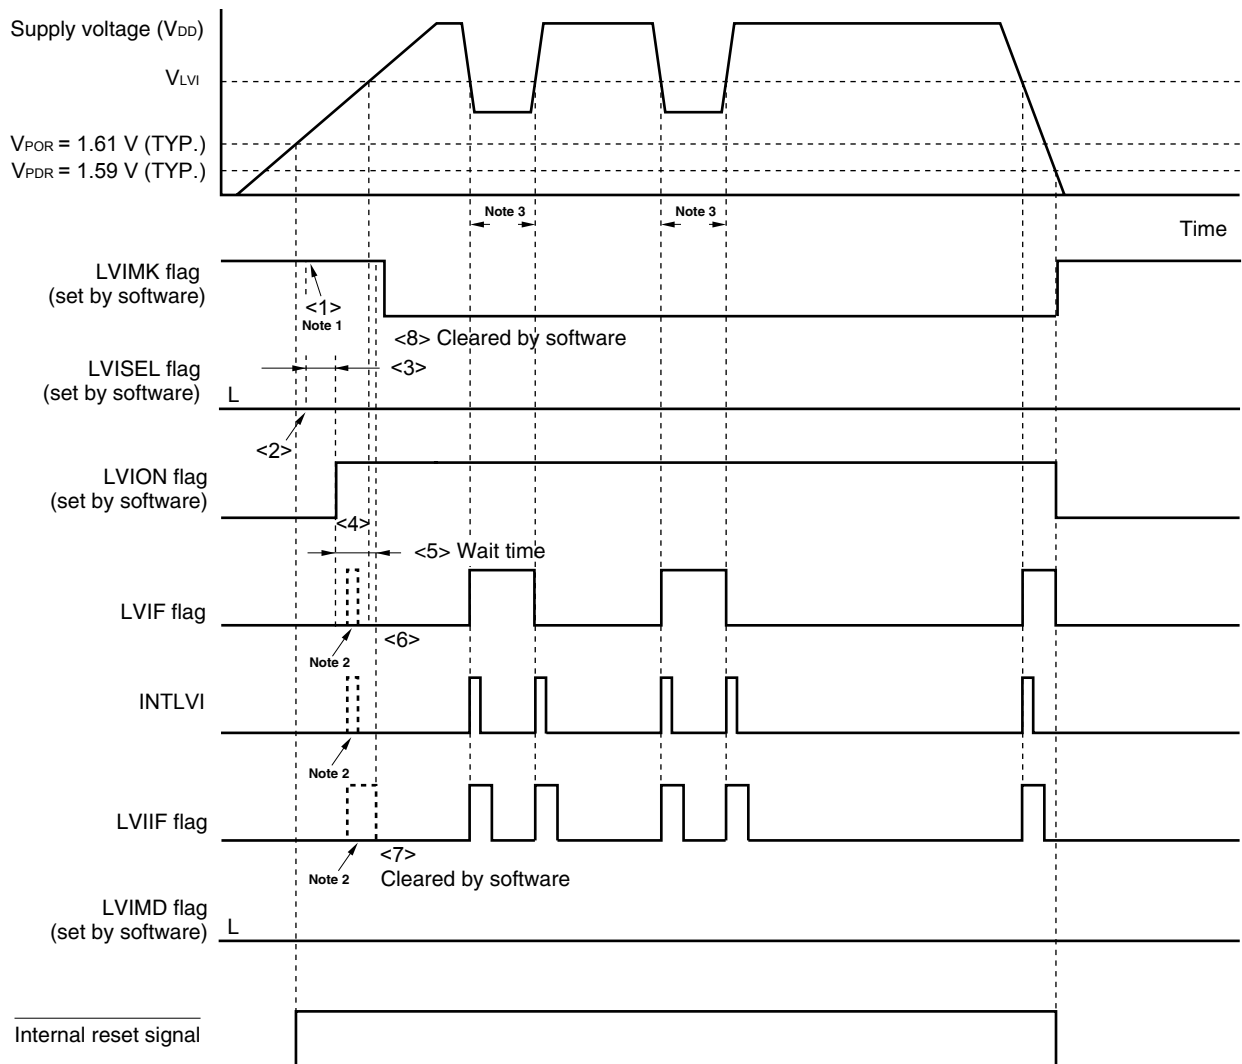 Supply voltage (VDD)
VLVI
VPOR = 1.61 V (TYP.)
VPDR = 1.59 V (TYP.)
Note 3
Note 3
Time
LVIMK flag
(set by software)
<1>
Note 1
<8> Cleared by software
LVISEL flag
(set by software)
L
<3>
<2>
LVION flag
(set by software)
<4>
<5> Wait time
LVIF flag
<6>
Note 2
INTLVI
Note 2
LVIIF flag
<7>
Note 2
Cleared by software
LVIMD flag
(set by software)
L
Internal reset signal